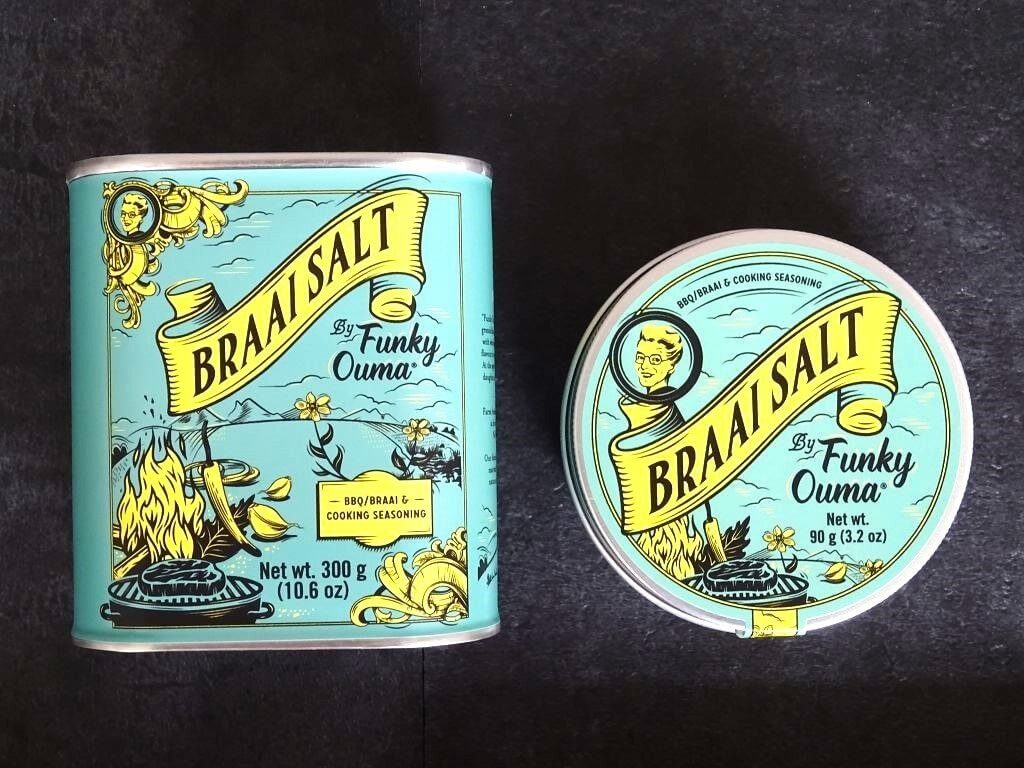 BRAAI SALT
By Funky
Ouma®
BBQ/BRAAI &
COOKING SEASONING
Net wt. 300 g
(10.6 oz)
BBQ/BRAAI & COOKING SEASONING
BRAAI SALT
By Funky
Ouma®
Net wt.
90 g (3.2 oz)